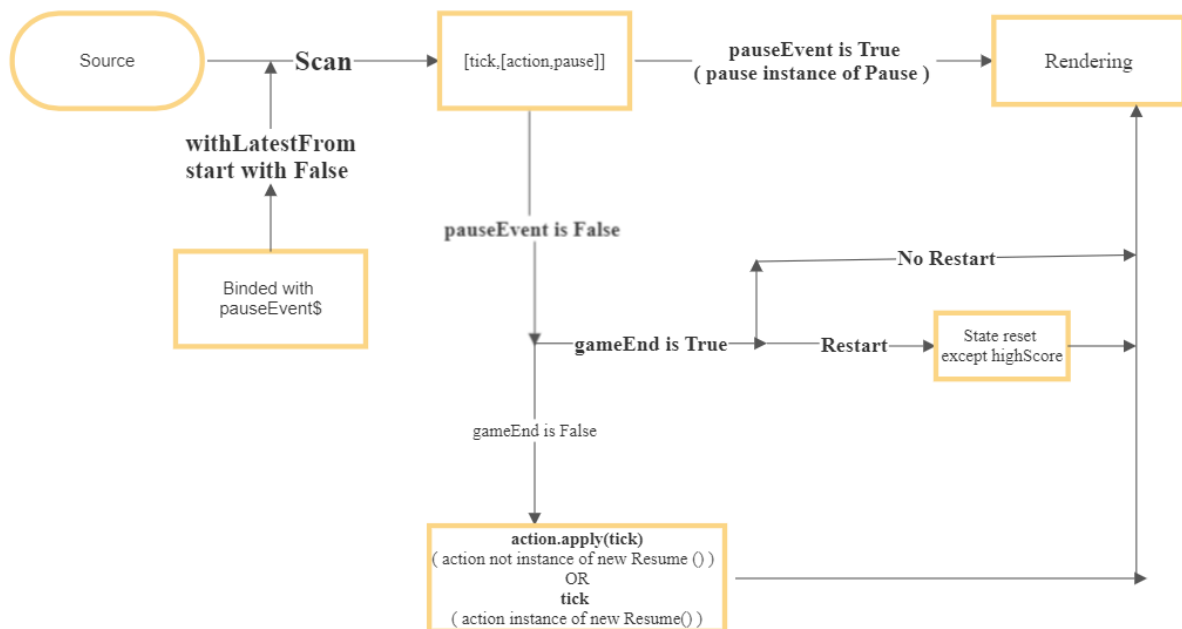 Source
Scan
[tick,[action,pause]]
pauseEvent is True
( pause instance of Pause )
Rendering
withLatestFrom
start with False
Binded with
pauseEvent$
pauseEvent is False
No Restart
gameEnd is True
Restart
State reset
except highScore
gameEnd is False
action.apply(tick)
( action not instance of new Resume () )
OR
tick
( action instance of new Resume() )